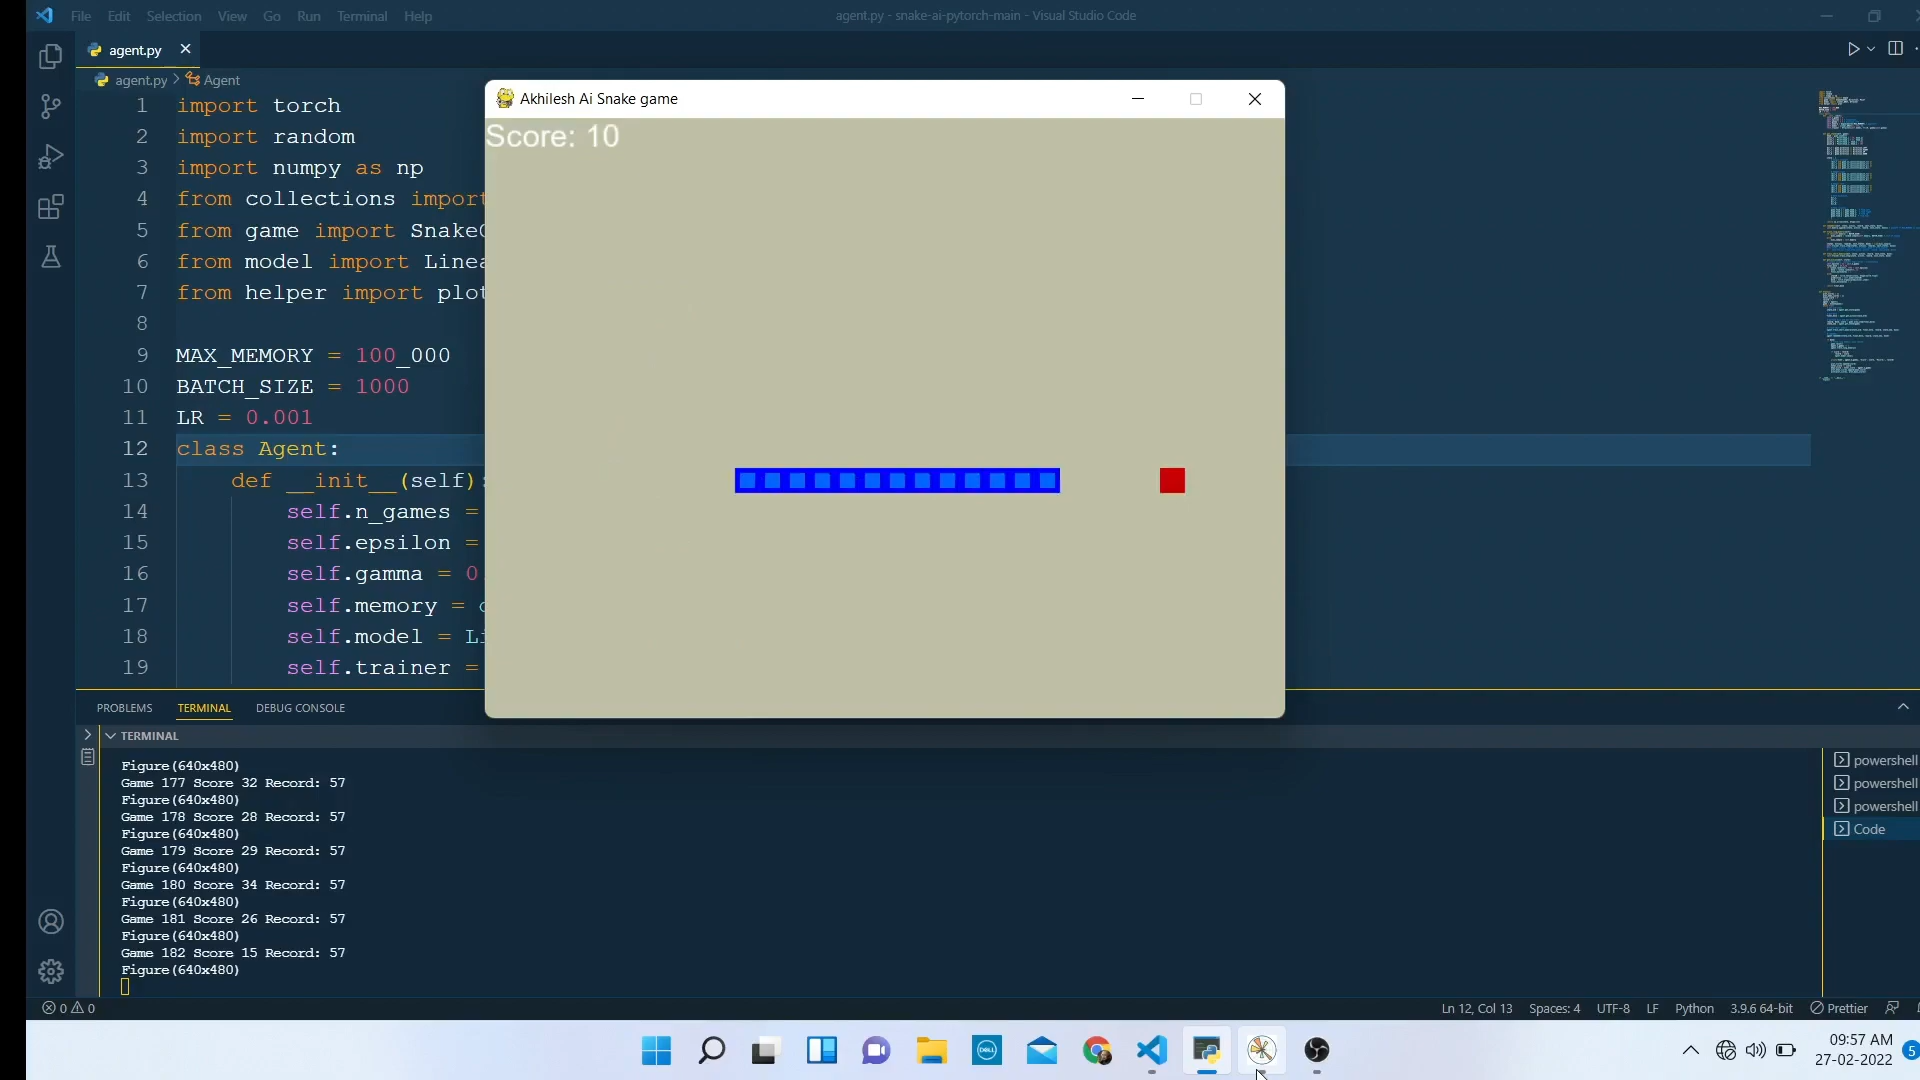 File Edit Selection View Go Run Terminal Help
agent.py - snake-ai-pytorch-main - Visual Studio Code
agent.py
agent.py > Agent
1 import torch
2 import random
3 import numpy as np
4 from collections import
5 from game import Snake
6 from model import Linea
7 from helper import plot
8
9 MAX_MEMORY = 100_000
10 BATCH_SIZE = 1000
11 LR = 0.001
12 class Agent:
13 def __init__(self):
14 self.n_games =
15 self.epsilon =
16 self.gamma = 0
17 self.memory =
18 self.model = Li
19 self.trainer =
Akhilesh Ai Snake game
Score: 10
PROBLEMS TERMINAL DEBUG CONSOLE
TERMINAL
Figure(640x480)
Game 177 Score 32 Record: 57
Figure(640x480)
Game 178 Score 28 Record: 57
Figure(640x480)
Game 179 Score 29 Record: 57
Figure(640x480)
Game 180 Score 34 Record: 57
Figure(640x480)
Game 181 Score 26 Record: 57
Figure(640x480)
Game 182 Score 15 Record: 57
Figure(640x480)
powershell
powershell
powershell
Code
0 0
Ln 12, Col 13 Spaces: 4 UTF-8 LF Python 3.9.6 64-bit Prettier
DELL
09:57 AM
27-02-2022
5